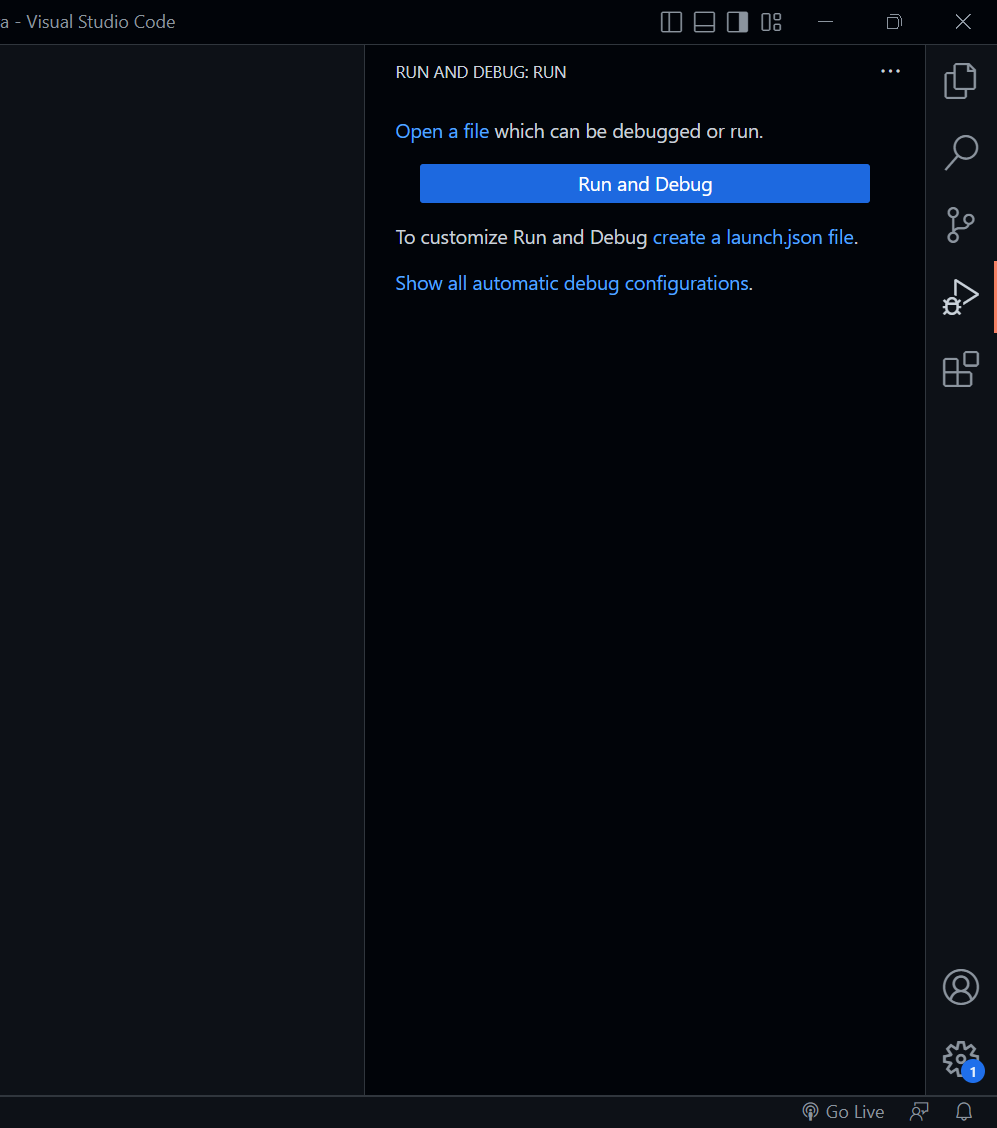 a - Visual Studio Code
RUN AND DEBUG: RUN
Open a file which can be debugged or run.
Run and Debug
To customize Run and Debug create a launch.json file.
Show all automatic debug configurations.
1
Go Live